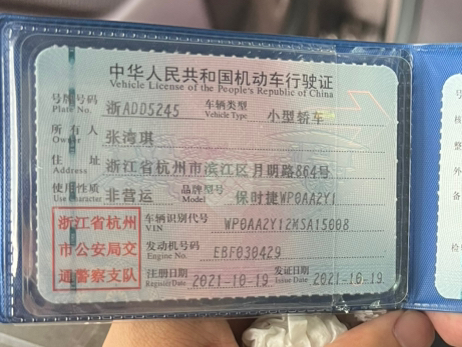 中华人民共和国机动车行驶证
Vehicle License of the People's Republic of China
号牌号码 浙ADD5245 车辆类型 小型轿车
Plate No. Vehicle Type
所有人 张湾琪
Owner
住址 浙江省杭州市滨江区月明路864号
Address
使用性质 非营运 品牌型号 保时捷WP0AA2Y1
Use Character Model
浙江省杭州 车辆识别代号 WP0AA2Y12MSA15008
VIN
市公安局交 发动机号码 EBF030429
Engine No.
通警察支队 注册日期 2021-10-19 发证日期 2021-10-19
Register Date Issue Date